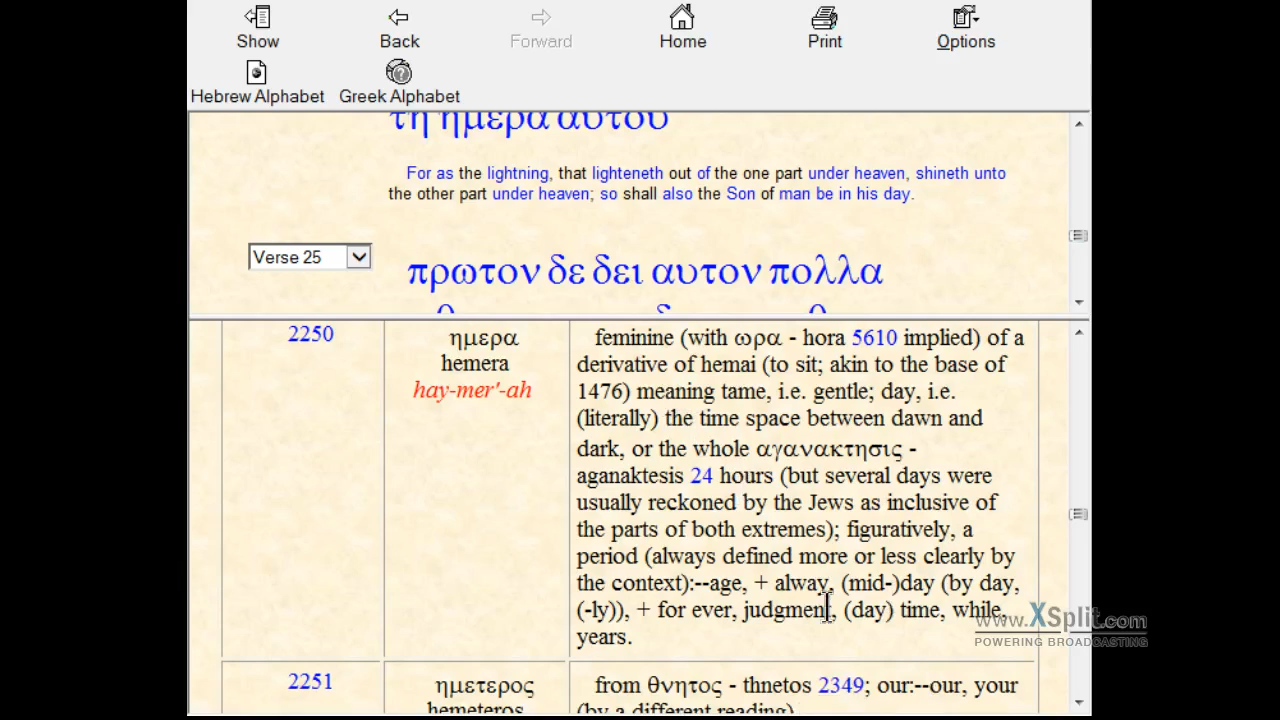 Show Back Forward Home Print Options
Hebrew Alphabet Greek Alphabet
τη ημερα αυτου
For as the lightning, that lighteneth out of the one part under heaven, shineth unto
the other part under heaven; so shall also the Son of man be in his day.
Verse 25
πρωτον δε δει αυτον πολλα
2250
ημερα
hemera
hay-mer'-ah
feminine (with ωρα - hora 5610 implied) of a
derivative of hemai (to sit; akin to the base of
1476) meaning tame, i.e. gentle; day, i.e.
(literally) the time space between dawn and
dark, or the whole αγανακτησις -
aganaktesis 24 hours (but several days were
usually reckoned by the Jews as inclusive of
the parts of both extremes); figuratively, a
period (always defined more or less clearly by
the context):--age, + alway, (mid-)day (by day,
(-ly)), + for ever, judgment, (day) time, while,
years.
www.XSplit.com
POWERING BROADCASTING
2251
ημετερος
hemeteros
from θνητος - thnetos 2349; our:--our, your
(by a different reading).